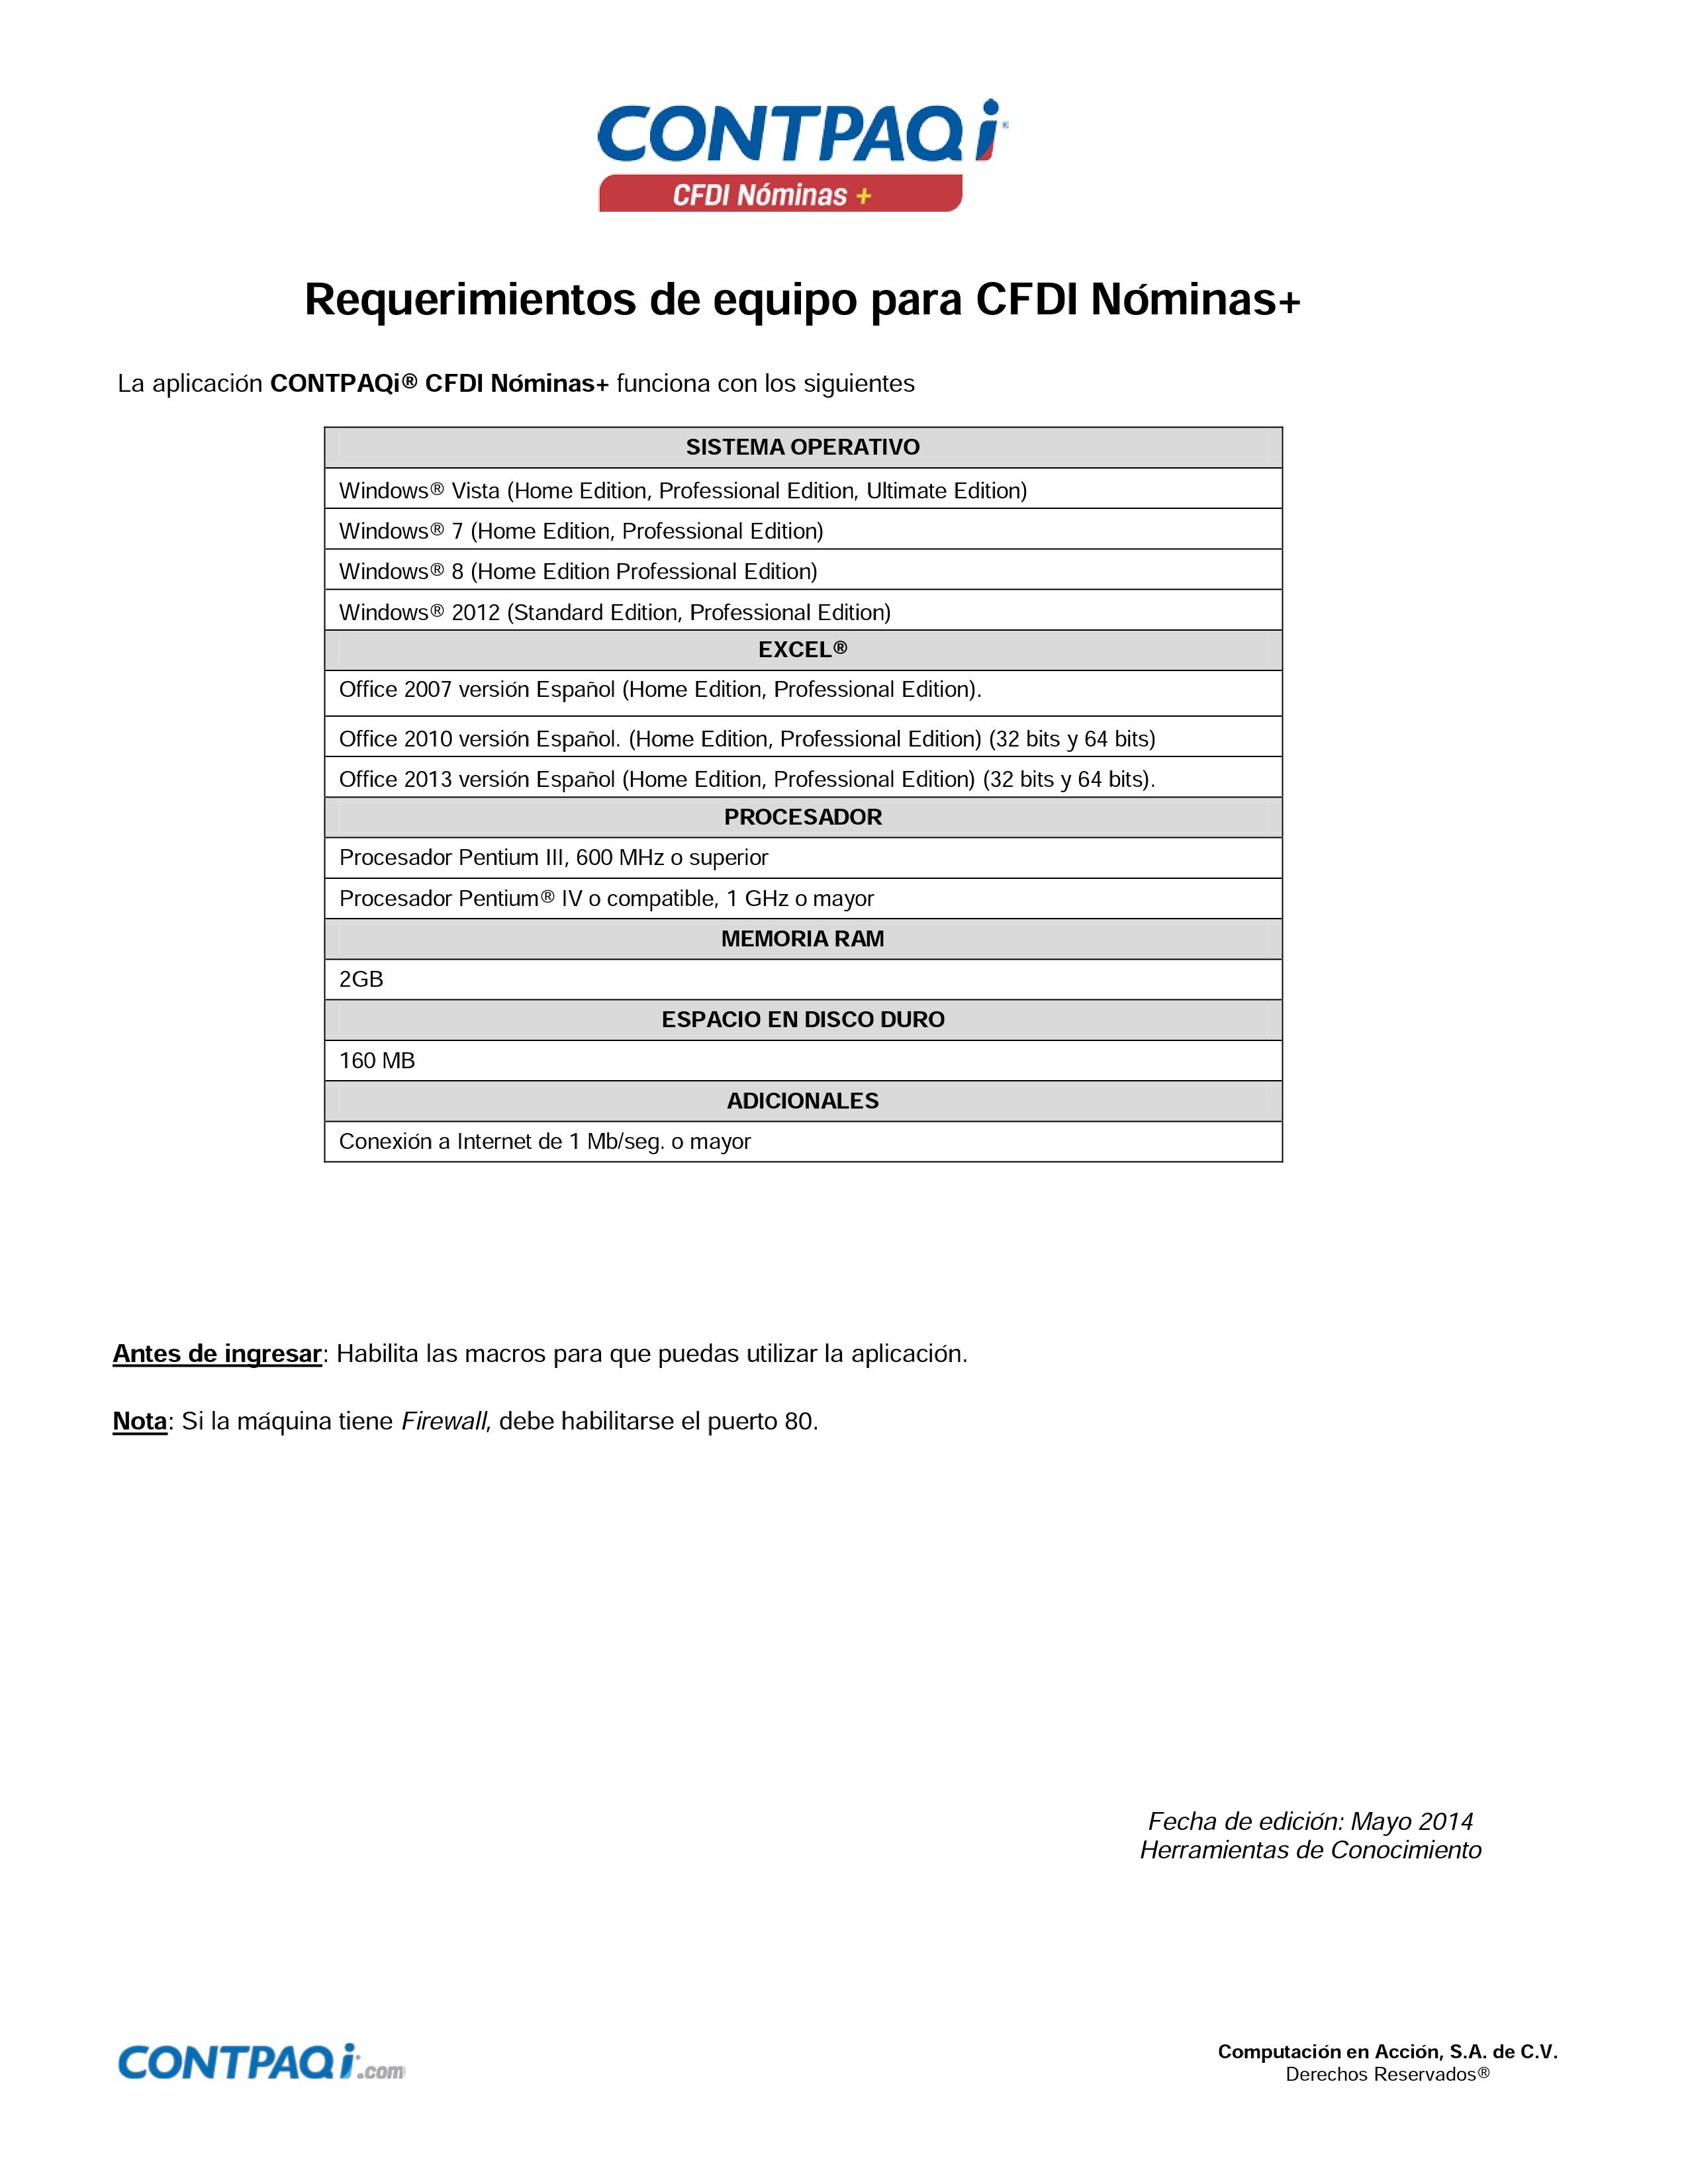 CONTPAQi®
CFDI Nóminas +
Requerimientos de equipo para CFDI Nóminas+
La aplicación CONTPAQi® CFDI Nóminas+ funciona con los siguientes
SISTEMA OPERATIVO
Windows® Vista (Home Edition, Professional Edition, Ultimate Edition)
Windows® 7 (Home Edition, Professional Edition)
Windows® 8 (Home Edition Professional Edition)
Windows® 2012 (Standard Edition, Professional Edition)
EXCEL®
Office 2007 versión Español (Home Edition, Professional Edition).
Office 2010 versión Español. (Home Edition, Professional Edition) (32 bits y 64 bits)
Office 2013 versión Español (Home Edition, Professional Edition) (32 bits y 64 bits).
PROCESADOR
Procesador Pentium III, 600 MHz o superior
Procesador Pentium® IV o compatible, 1 GHz o mayor
MEMORIA RAM
2GB
ESPACIO EN DISCO DURO
160 MB
ADICIONALES
Conexión a Internet de 1 Mb/seg. o mayor
Antes de ingresar: Habilita las macros para que puedas utilizar la aplicación.
Nota: Si la máquina tiene Firewall, debe habilitarse el puerto 80.
Fecha de edición: Mayo 2014
Herramientas de Conocimiento
CONTPAQi.com
Computación en Acción, S.A. de C.V.
Derechos Reservados®